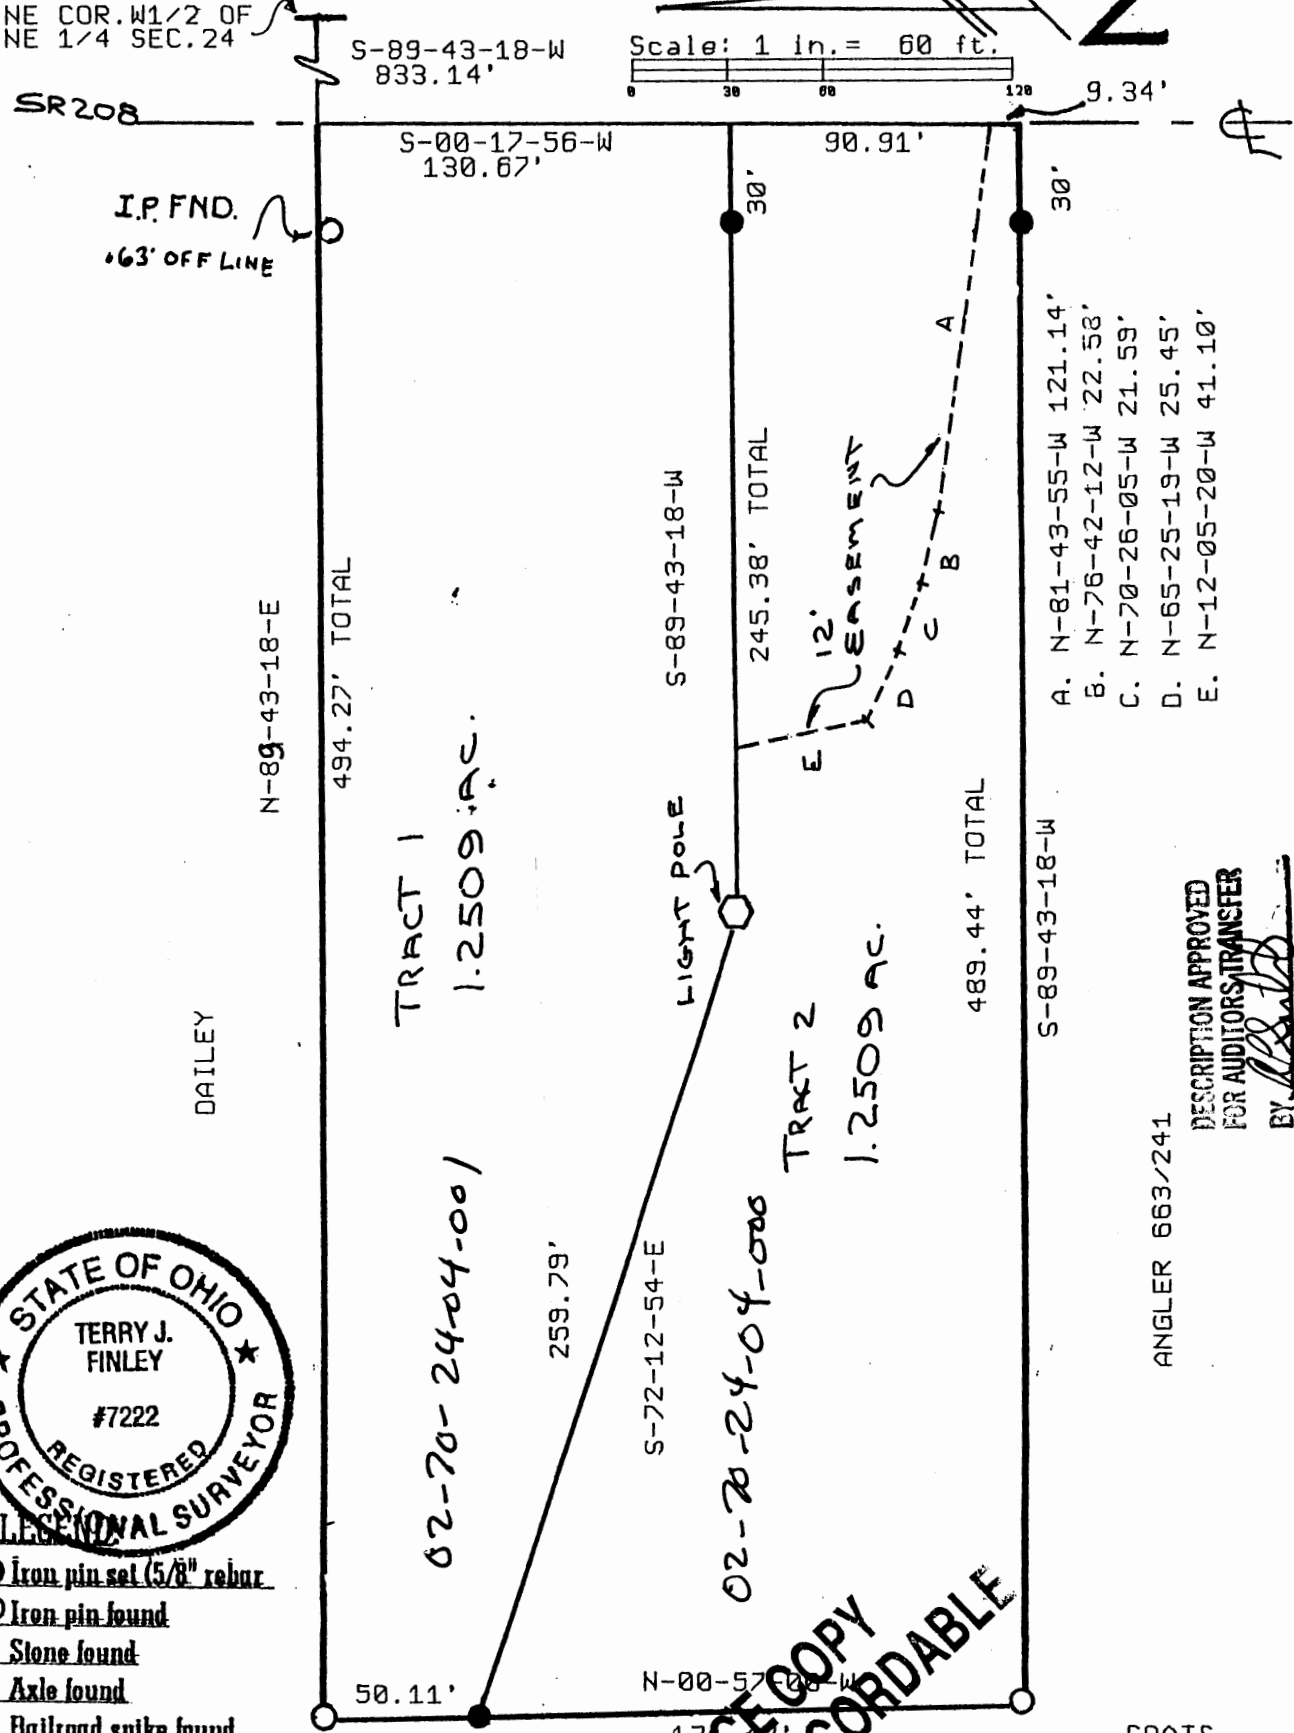 NE COR.W1/2 OF
NE 1/4 SEC.24
S-89-43-18-W
833.14'
Scale: 1 in.= 60 ft.
0 30 60 120
9.34'
SR208
S-00-17-56-W
130.67'
90.91'
30'
30'
I.P. FND.
.63' OFF LINE
A
B
C
D
E
A. N-81-43-55-W 121.14'
B. N-76-42-12-W 22.58'
C. N-70-26-05-W 21.59'
D. N-65-25-19-W 25.45'
E. N-12-05-20-W 41.10'
12'
EASEMENT
S-89-43-18-W
245.38' TOTAL
N-89-43-18-E
494.27' TOTAL
TRACT 1
1.2509 AC.
LIGHT POLE
489.44' TOTAL
S-89-43-18-W
TRACT 2
1.2509 AC.
DAILEY
DESCRIPTION APPROVED
FOR AUDITORS TRANSFER
BY
ANGLER 663/241
02-70-24-04-001
259.79'
S-72-12-54-E
02-70-24-04-000
STATE OF OHIO
TERRY J.
FINLEY
#7222
REGISTERED
PROFESSIONAL SURVEYOR
LEGEND
Iron pin set (5/8" rebar
Iron pin found
Stone found
Axle found
Railroad spike found
50.11'
COPY